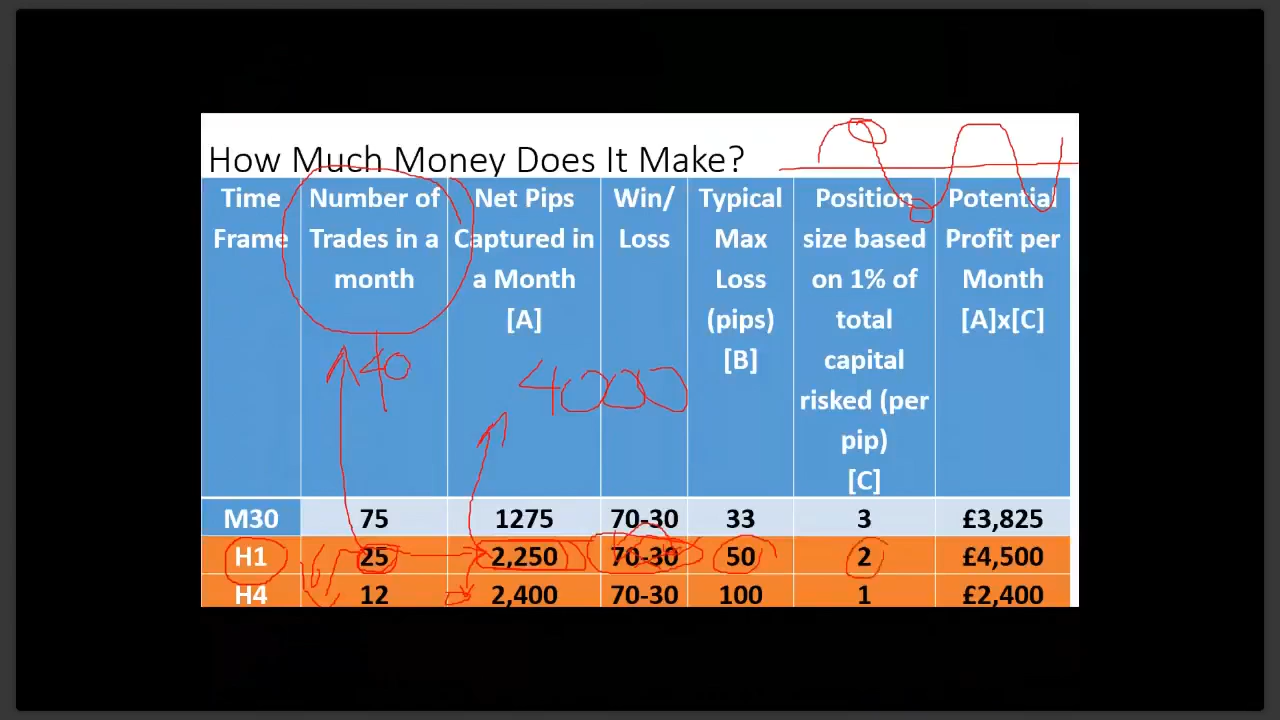 How Much Money Does It Make?
Time Frame
Number of Trades in a month
Net Pips Captured in a Month [A]
Win/ Loss
Typical Max Loss (pips) [B]
Position size based on 1% of total capital risked (per pip) [C]
Potential Profit per Month [A]x[C]
40
4000
M30 75 1275 70-30 33 3 £3,825
H1 25 2,250 70-30 50 2 £4,500
H4 12 2,400 70-30 100 1 £2,400